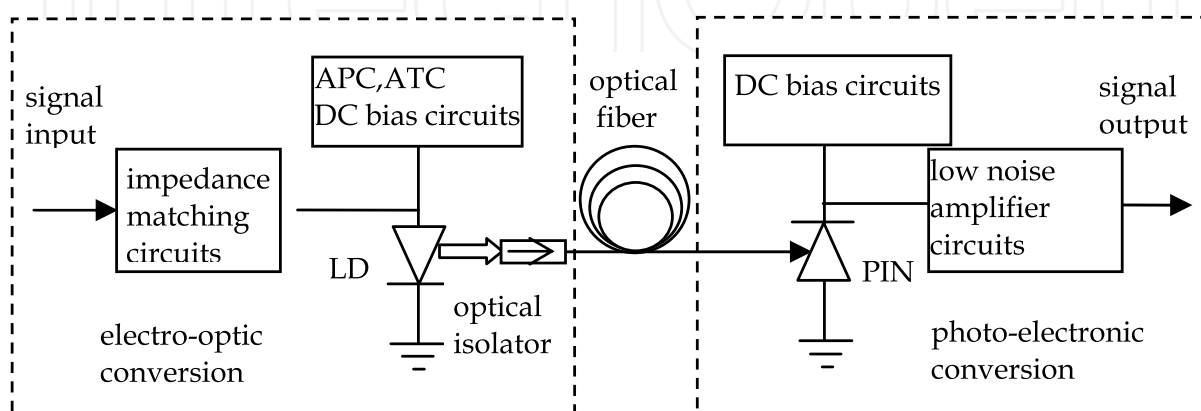 signal
input
impedance
matching
circuits
APC,ATC
DC bias circuits
LD
optical
isolator
electro-optic
conversion
optical
fiber
DC bias circuits
PIN
low noise
amplifier
circuits
signal
output
photo-electronic
conversion